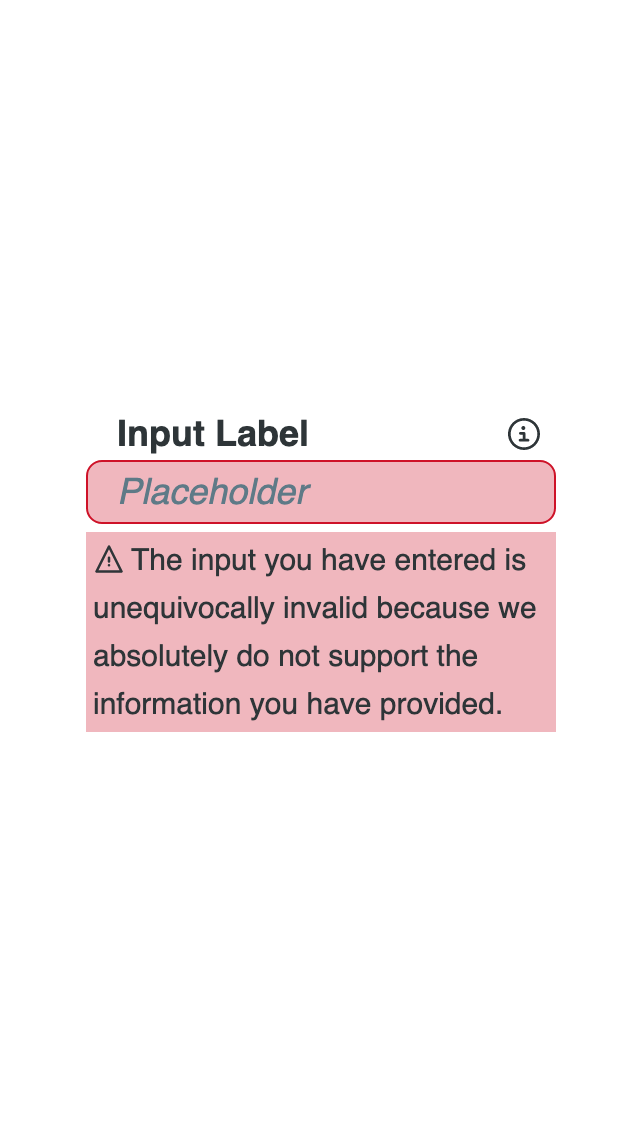 Input Label
Placeholder
The input you have entered is
unequivocally invalid because we
absolutely do not support the
information you have provided.